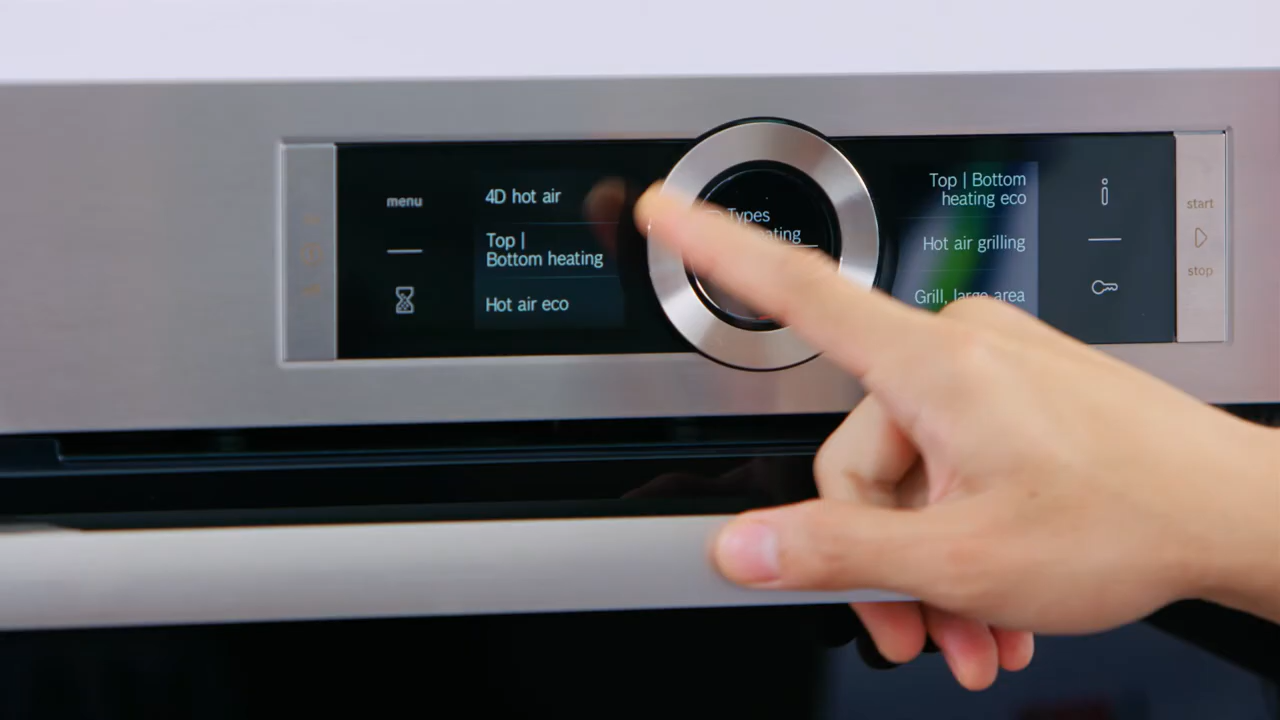 menu
4D hot air
Top |
Bottom heating
Hot air eco
Types
Top | Bottom
heating eco
Hot air grilling
Grill, large area
i
start
stop